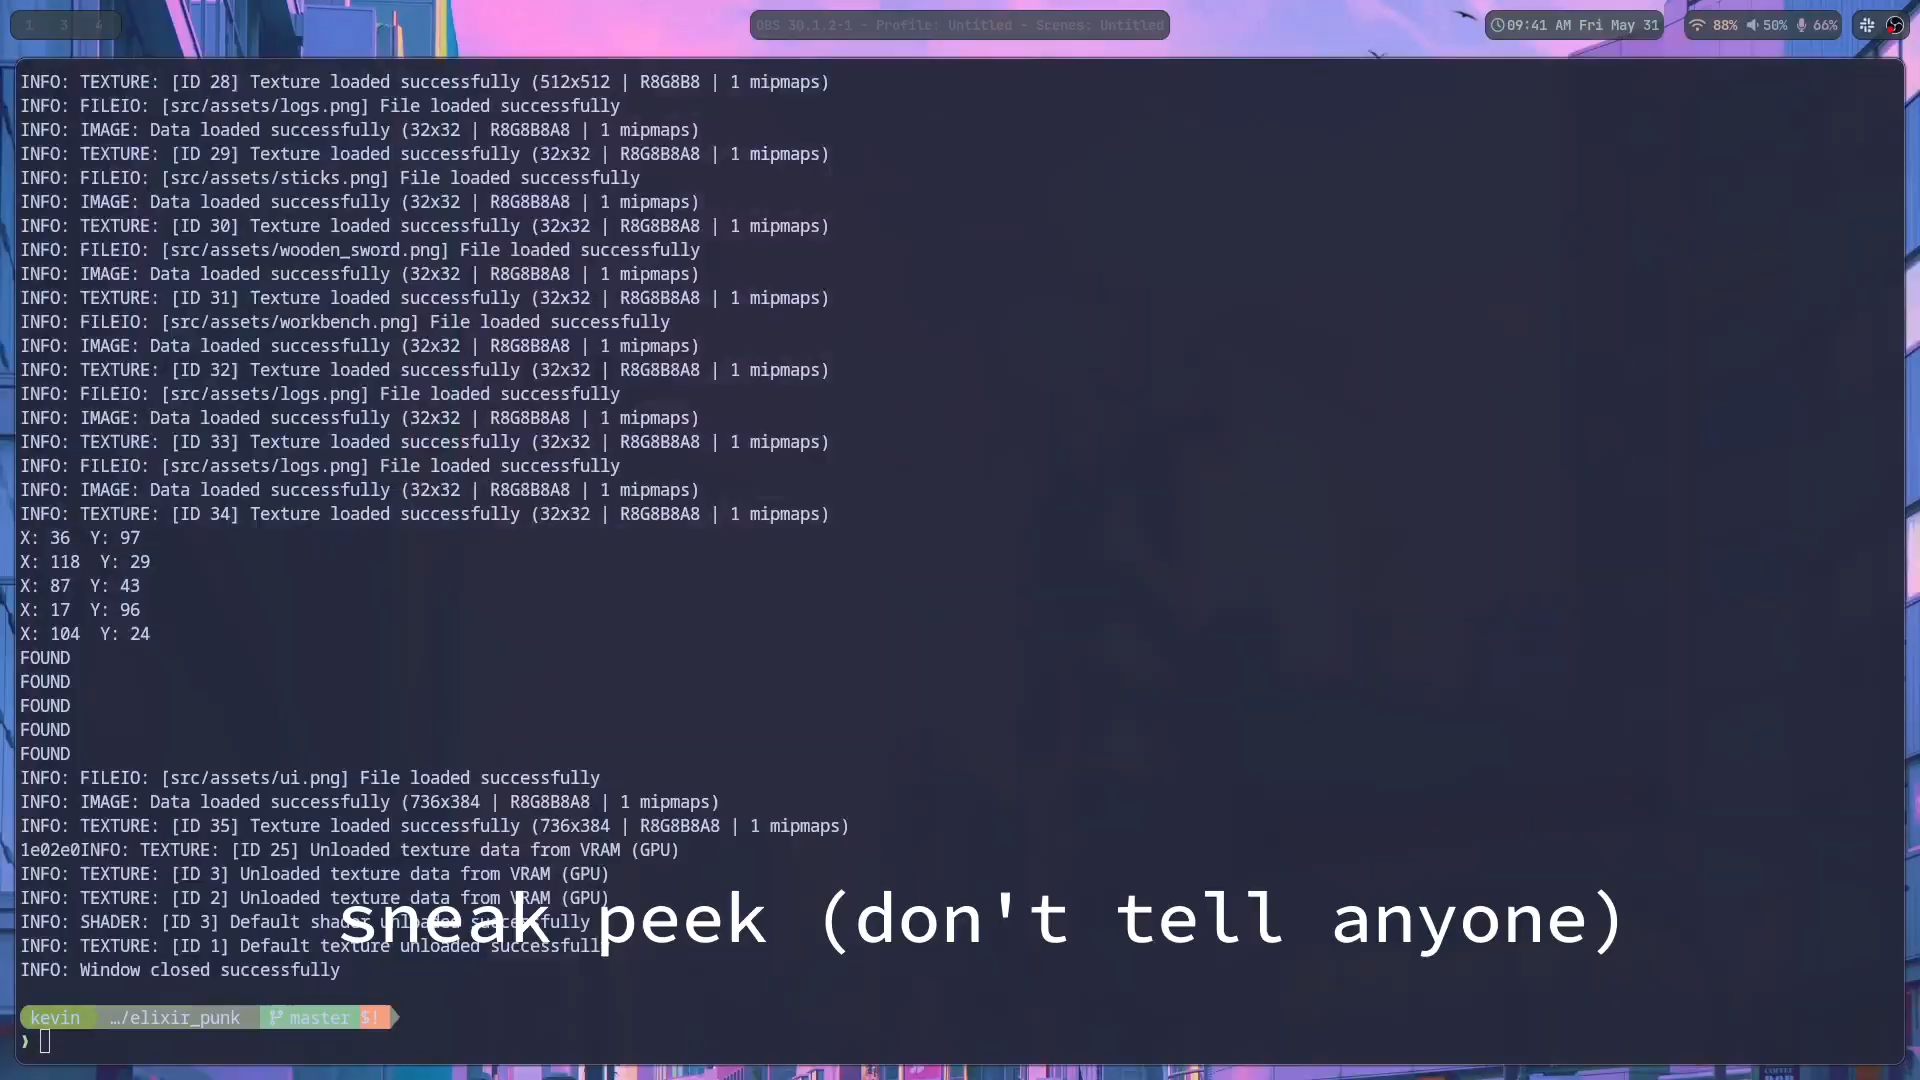 1 3 4
OBS 30.1.2-1 - Profile: Untitled - Scenes: Untitled
09:41 AM Fri May 31
88% 50% 66%
INFO: TEXTURE: [ID 28] Texture loaded successfully (512x512 | R8G8B8 | 1 mipmaps)
INFO: FILEIO: [src/assets/logs.png] File loaded successfully
INFO: IMAGE: Data loaded successfully (32x32 | R8G8B8A8 | 1 mipmaps)
INFO: TEXTURE: [ID 29] Texture loaded successfully (32x32 | R8G8B8A8 | 1 mipmaps)
INFO: FILEIO: [src/assets/sticks.png] File loaded successfully
INFO: IMAGE: Data loaded successfully (32x32 | R8G8B8A8 | 1 mipmaps)
INFO: TEXTURE: [ID 30] Texture loaded successfully (32x32 | R8G8B8A8 | 1 mipmaps)
INFO: FILEIO: [src/assets/wooden_sword.png] File loaded successfully
INFO: IMAGE: Data loaded successfully (32x32 | R8G8B8A8 | 1 mipmaps)
INFO: TEXTURE: [ID 31] Texture loaded successfully (32x32 | R8G8B8A8 | 1 mipmaps)
INFO: FILEIO: [src/assets/workbench.png] File loaded successfully
INFO: IMAGE: Data loaded successfully (32x32 | R8G8B8A8 | 1 mipmaps)
INFO: TEXTURE: [ID 32] Texture loaded successfully (32x32 | R8G8B8A8 | 1 mipmaps)
INFO: FILEIO: [src/assets/logs.png] File loaded successfully
INFO: IMAGE: Data loaded successfully (32x32 | R8G8B8A8 | 1 mipmaps)
INFO: TEXTURE: [ID 33] Texture loaded successfully (32x32 | R8G8B8A8 | 1 mipmaps)
INFO: FILEIO: [src/assets/logs.png] File loaded successfully
INFO: IMAGE: Data loaded successfully (32x32 | R8G8B8A8 | 1 mipmaps)
INFO: TEXTURE: [ID 34] Texture loaded successfully (32x32 | R8G8B8A8 | 1 mipmaps)
X: 36  Y: 97
X: 118  Y: 29
X: 87  Y: 43
X: 17  Y: 96
X: 104  Y: 24
FOUND
FOUND
FOUND
FOUND
FOUND
INFO: FILEIO: [src/assets/ui.png] File loaded successfully
INFO: IMAGE: Data loaded successfully (736x384 | R8G8B8A8 | 1 mipmaps)
INFO: TEXTURE: [ID 35] Texture loaded successfully (736x384 | R8G8B8A8 | 1 mipmaps)
1e02e0INFO: TEXTURE: [ID 25] Unloaded texture data from VRAM (GPU)
INFO: TEXTURE: [ID 3] Unloaded texture data from VRAM (GPU)
INFO: TEXTURE: [ID 2] Unloaded texture data from VRAM (GPU)
INFO: SHADER: [ID 3] Default shader unloaded successfully
INFO: TEXTURE: [ID 1] Default texture unloaded successfully
INFO: Window closed successfully
sneak peek (don't tell anyone)
kevin …/elixir_punk master $!
❯